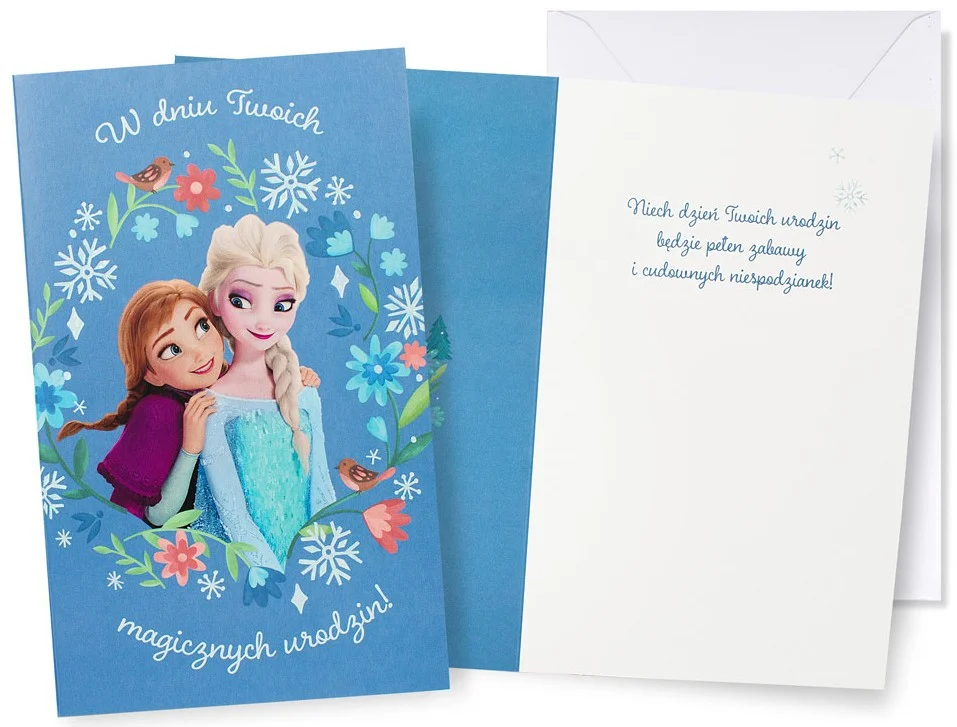 W dniu Twoich
magicznych urodzin!
Niech dzień Twoich urodzin
będzie pełen zabawy
i cudownych niespodzianek!